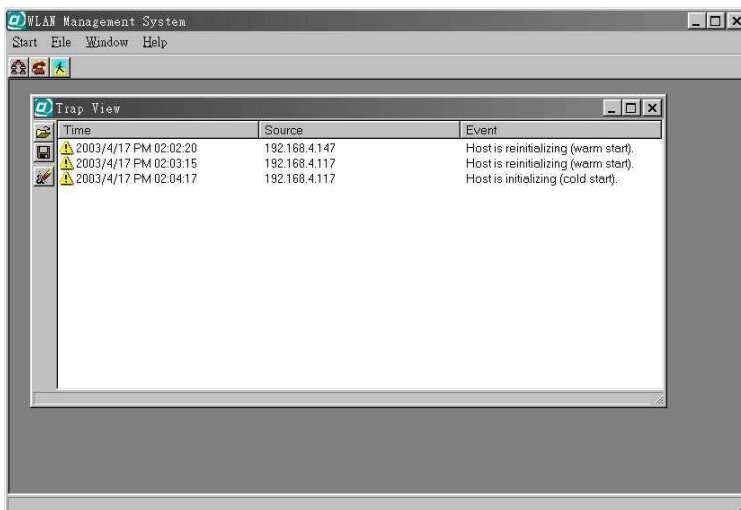 WLAN Management System
Start File Window Help
Trap View
Time Source Event
2003/4/17 PM 02:02:20 192.168.4.147 Host is reinitializing (warm start).
2003/4/17 PM 02:03:15 192.168.4.117 Host is reinitializing (warm start).
2003/4/17 PM 02:04:17 192.168.4.117 Host is initializing (cold start).